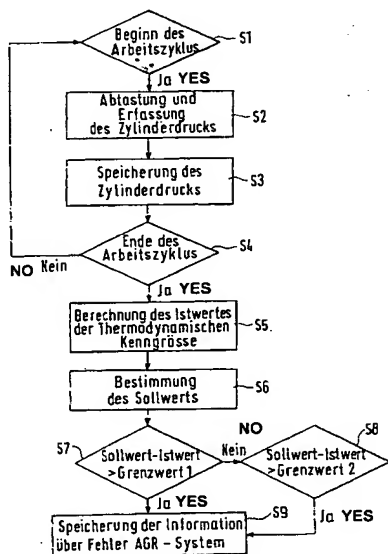 Beginn des
Arbeitszyklus
S1
Ja YES
Abtastung und
Erfassung
des Zylinderdrucks
S2
Speicherung des
Zylinderdrucks
S3
Ende des
Arbeitszyklus
S4
NO Kein
Ja YES
Berechnung des Istwertes
der Thermodynamischen
Kenngrösse
S5
Bestimmung
des Sollwerts
S6
S7
Sollwert-Istwert
>Grenzwert 1
NO
Nein
S8
Sollwert-Istwert
>Grenzwert 2
Ja YES
Ja YES
Speicherung der Information
über Fehler AGR-System
S9